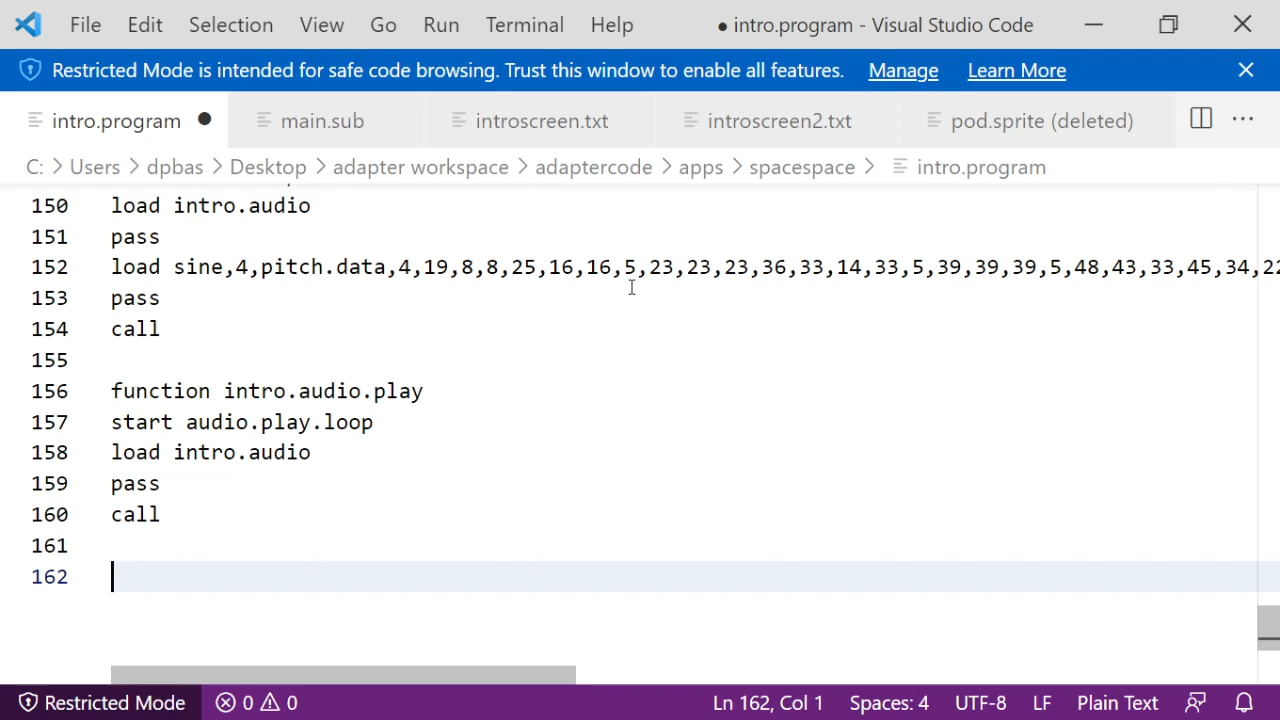 File Edit Selection View Go Run Terminal Help ● intro.program - Visual Studio Code
Restricted Mode is intended for safe code browsing. Trust this window to enable all features. Manage Learn More
intro.program ● main.sub introscreen.txt introscreen2.txt pod.sprite (deleted) ...
C: > Users > dpbas > Desktop > adapter workspace > adaptercode > apps > spacespace > intro.program
150 load intro.audio
151 pass
152 load sine,4,pitch.data,4,19,8,8,25,16,16,5,23,23,23,36,33,14,33,5,39,39,39,5,48,43,33,45,34,22
153 pass
154 call
155
156 function intro.audio.play
157 start audio.play.loop
158 load intro.audio
159 pass
160 call
161
162
Restricted Mode 0 0 Ln 162, Col 1 Spaces: 4 UTF-8 LF Plain Text